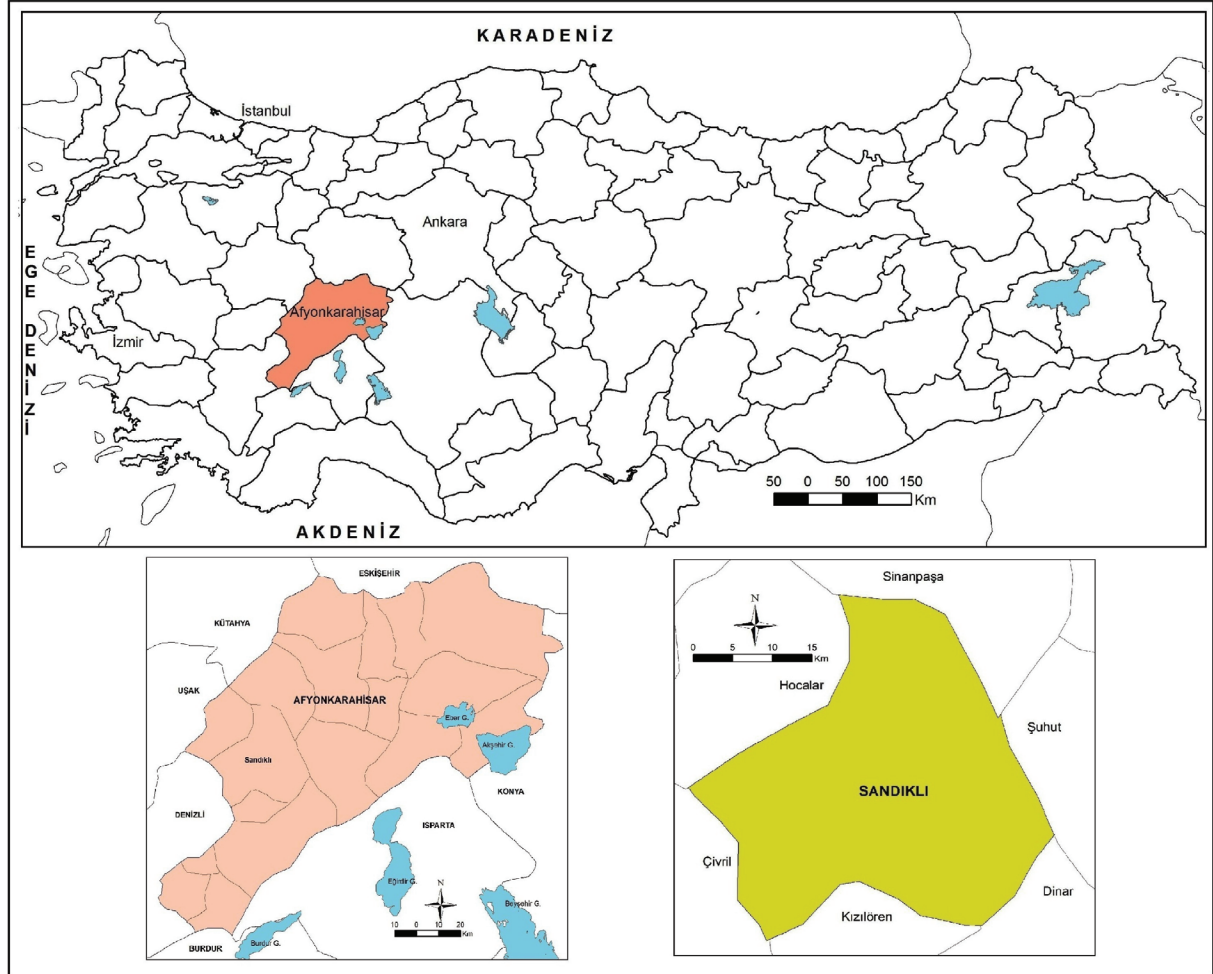 KARADENİZ
İstanbul
Ankara
EGE DENİZİ
Afyonkarahisar
İzmir
50 0 50 100 150
Km
AKDENİZ
ESKİŞEHİR
KÜTAHYA
UŞAK
AFYONKARAHİSAR
Eber G.
Akşehir G.
Sandıklı
KONYA
DENİZLİ
ISPARTA
Eğirdir G.
N
Beyşehir G.
10 0 10 20
Km
Burdur G.
BURDUR
Sinanpaşa
N
0 5 10 15
Km
Hocalar
Şuhut
SANDIKLI
Çivril
Dinar
Kızılören